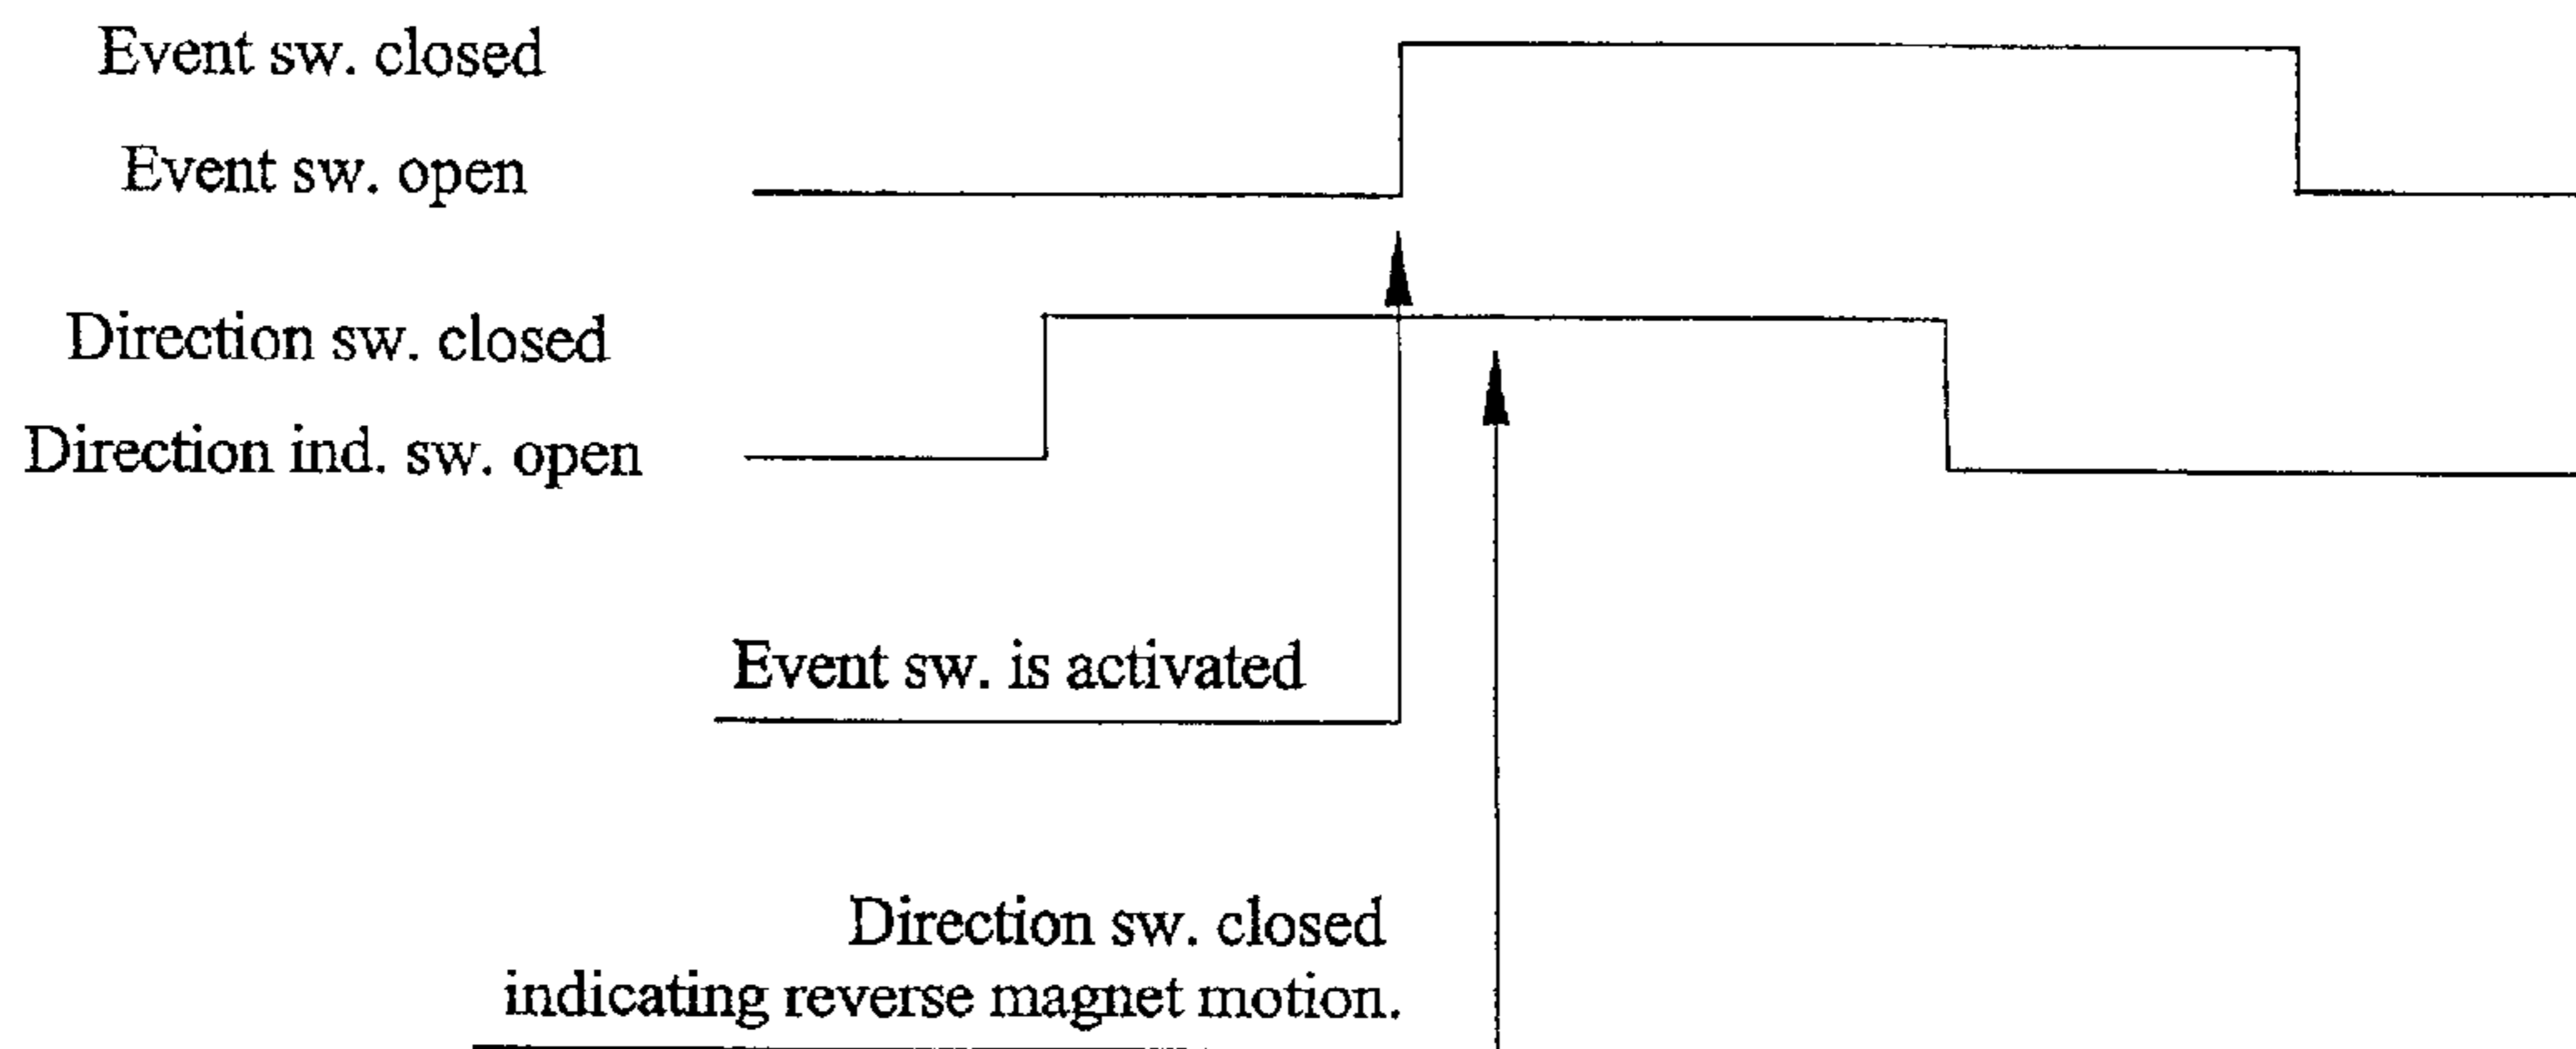 Event sw. closed
Event sw. open
Direction sw. closed
Direction ind. sw. open
Event sw. is activated
Direction sw. closed
indicating reverse magnet motion.